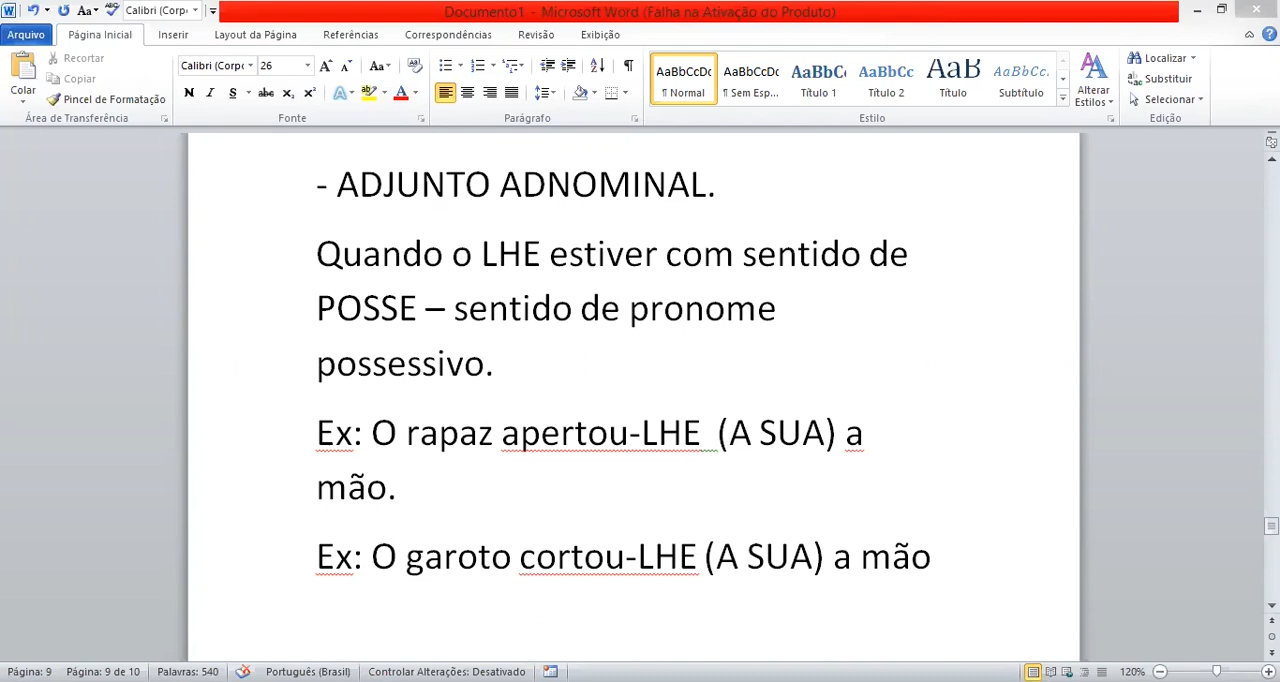 Documento1 - Microsoft Word (Falha na Ativação do Produto)
Calibri (Corp
Arquivo
Página Inicial
Inserir
Layout da Página
Referências
Correspondências
Revisão
Exibição
Colar
Recortar
Copiar
Pincel de Formatação
Área de Transferência
Calibri (Corp 26
Fonte
Parágrafo
AaBbCcDc AaBbCcDc AaBbC AaBbCc AaB AaBbCc.
¶ Normal ¶ Sem Esp... Título 1 Título 2 Título Subtítulo
Estilo
Alterar
Estilos
Localizar
Substituir
Selecionar
Edição
- ADJUNTO ADNOMINAL.
Quando o LHE estiver com sentido de
POSSE – sentido de pronome
possessivo.
Ex: O rapaz apertou-LHE (A SUA) a
mão.
Ex: O garoto cortou-LHE (A SUA) a mão
Página: 9 Página: 9 de 10 Palavras: 540 Português (Brasil) Controlar Alterações: Desativado 120%